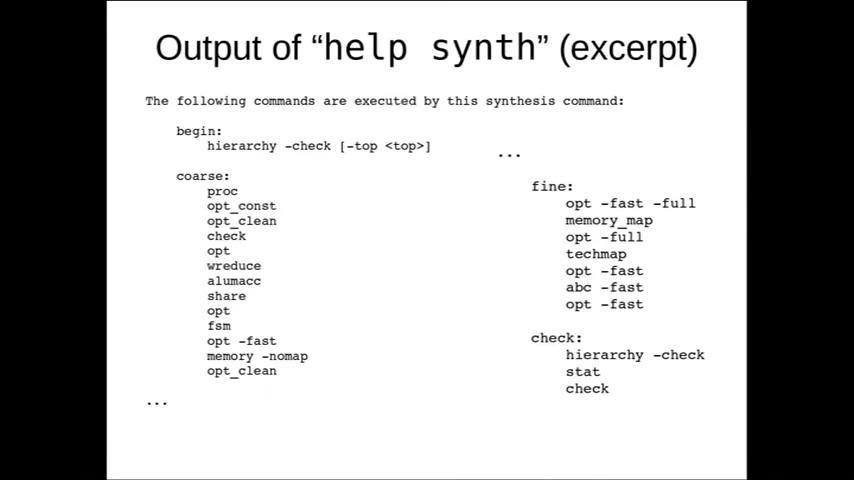 Output of “help synth” (excerpt)
The following commands are executed by this synthesis command:
begin:
hierarchy -check [-top <top>]
coarse:
proc
opt_const
opt_clean
check
opt
wreduce
alumacc
share
opt
fsm
opt -fast
memory -nomap
opt_clean
...
...
fine:
opt -fast -full
memory_map
opt -full
techmap
opt -fast
abc -fast
opt -fast
check:
hierarchy -check
stat
check